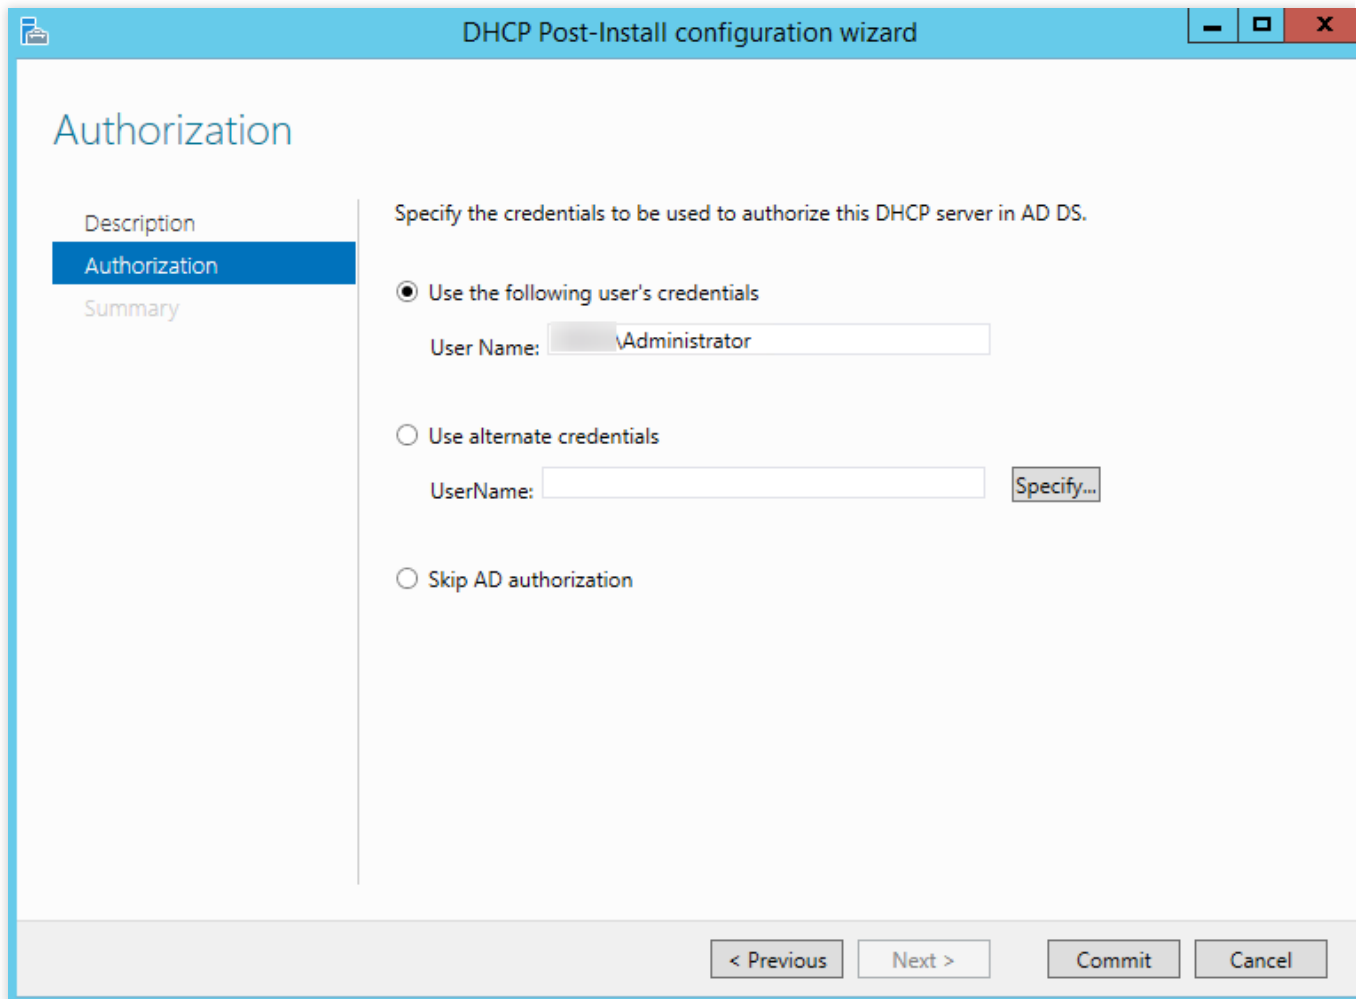 DHCP Post-Install configuration wizard
Authorization
Description
Authorization
Summary
Specify the credentials to be used to authorize this DHCP server in AD DS.
Use the following user's credentials
User Name: \Administrator
Use alternate credentials
UserName: Specify...
Skip AD authorization
< Previous Next > Commit Cancel